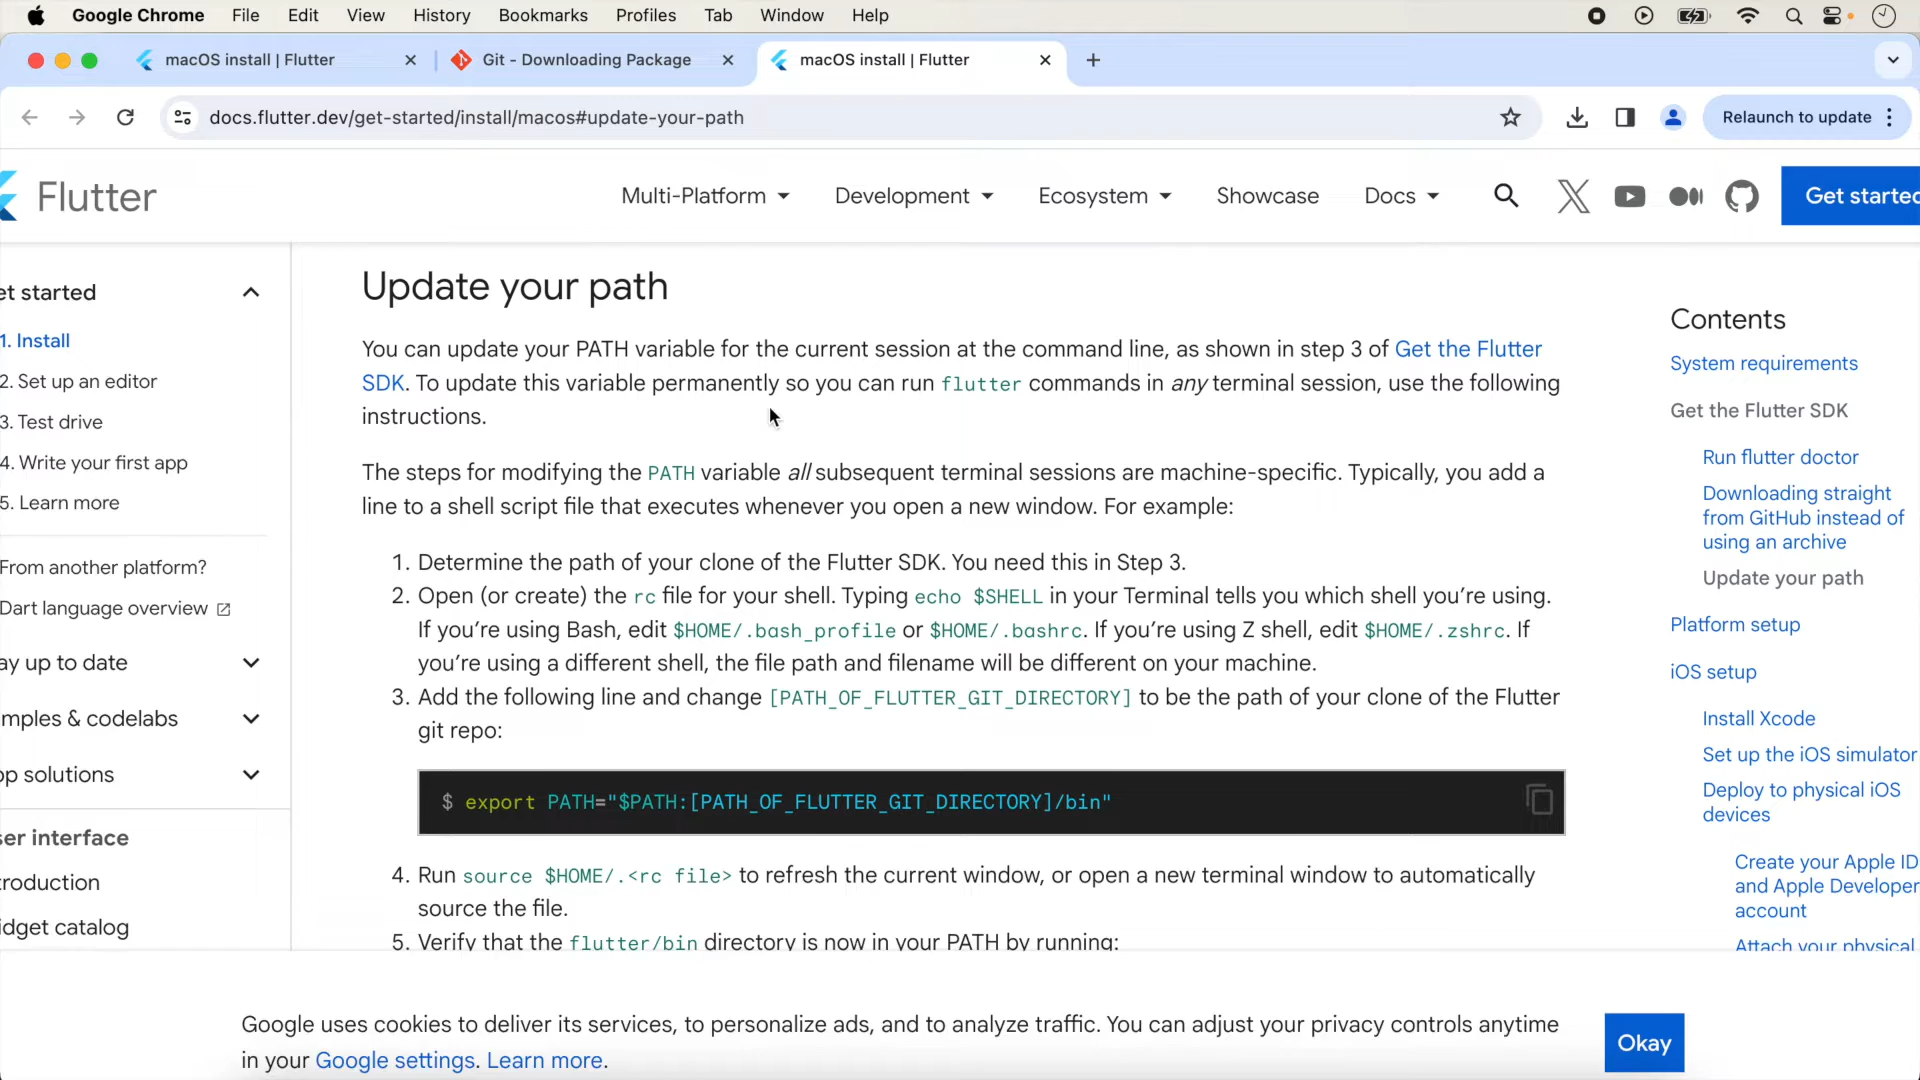 Google Chrome File Edit View History Bookmarks Profiles Tab Window Help
macOS install | Flutter
Git - Downloading Package
macOS install | Flutter
docs.flutter.dev/get-started/install/macos#update-your-path
Relaunch to update
Flutter
Multi-Platform
Development
Ecosystem
Showcase
Docs
Get started
et started
1. Install
2. Set up an editor
3. Test drive
4. Write your first app
5. Learn more
From another platform?
Dart language overview
ay up to date
mples & codelabs
pp solutions
ser interface
troduction
idget catalog
Update your path
You can update your PATH variable for the current session at the command line, as shown in step 3 of Get the Flutter
SDK. To update this variable permanently so you can run flutter commands in any terminal session, use the following
instructions.
The steps for modifying the PATH variable all subsequent terminal sessions are machine-specific. Typically, you add a
line to a shell script file that executes whenever you open a new window. For example:
1. Determine the path of your clone of the Flutter SDK. You need this in Step 3.
2. Open (or create) the rc file for your shell. Typing echo $SHELL in your Terminal tells you which shell you’re using.
If you’re using Bash, edit $HOME/.bash_profile or $HOME/.bashrc. If you’re using Z shell, edit $HOME/.zshrc. If
you’re using a different shell, the file path and filename will be different on your machine.
3. Add the following line and change [PATH_OF_FLUTTER_GIT_DIRECTORY] to be the path of your clone of the Flutter
git repo:
$ export PATH="$PATH:[PATH_OF_FLUTTER_GIT_DIRECTORY]/bin"
4. Run source $HOME/.<rc file> to refresh the current window, or open a new terminal window to automatically
source the file.
5. Verify that the flutter/bin directory is now in your PATH by running:
Contents
System requirements
Get the Flutter SDK
Run flutter doctor
Downloading straight
from GitHub instead of
using an archive
Update your path
Platform setup
iOS setup
Install Xcode
Set up the iOS simulator
Deploy to physical iOS
devices
Create your Apple ID
and Apple Developer
account
Attach your physical
Google uses cookies to deliver its services, to personalize ads, and to analyze traffic. You can adjust your privacy controls anytime
in your Google settings. Learn more.
Okay